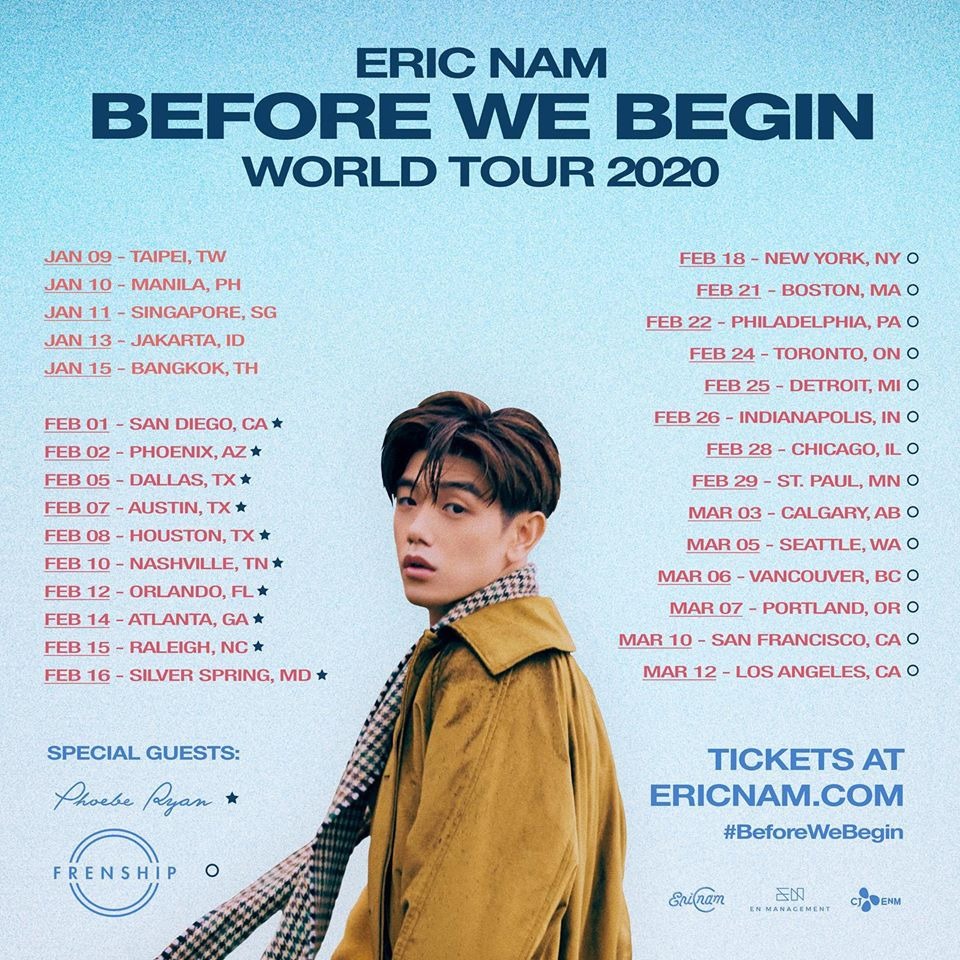 ERIC NAM
BEFORE WE BEGIN
WORLD TOUR 2020
JAN 09 - TAIPEI, TW
JAN 10 - MANILA, PH
JAN 11 - SINGAPORE, SG
JAN 13 - JAKARTA, ID
JAN 15 - BANGKOK, TH
FEB 01 - SAN DIEGO, CA ★
FEB 02 - PHOENIX, AZ ★
FEB 05 - DALLAS, TX ★
FEB 07 - AUSTIN, TX ★
FEB 08 - HOUSTON, TX ★
FEB 10 - NASHVILLE, TN ★
FEB 12 - ORLANDO, FL ★
FEB 14 - ATLANTA, GA ★
FEB 15 - RALEIGH, NC ★
FEB 16 - SILVER SPRING, MD ★
FEB 18 - NEW YORK, NY O
FEB 21 - BOSTON, MA O
FEB 22 - PHILADELPHIA, PA O
FEB 24 - TORONTO, ON O
FEB 25 - DETROIT, MI O
FEB 26 - INDIANAPOLIS, IN O
FEB 28 - CHICAGO, IL O
FEB 29 - ST. PAUL, MN O
MAR 03 - CALGARY, AB O
MAR 05 - SEATTLE, WA O
MAR 06 - VANCOUVER, BC O
MAR 07 - PORTLAND, OR O
MAR 10 - SAN FRANCISCO, CA O
MAR 12 - LOS ANGELES, CA O
SPECIAL GUESTS:
Phoebe Ryan ★
FRENSHIP O
TICKETS AT
ERICNAM.COM
#BeforeWeBegin
Eric nam
EN
EN MANAGEMENT
CJ ENM